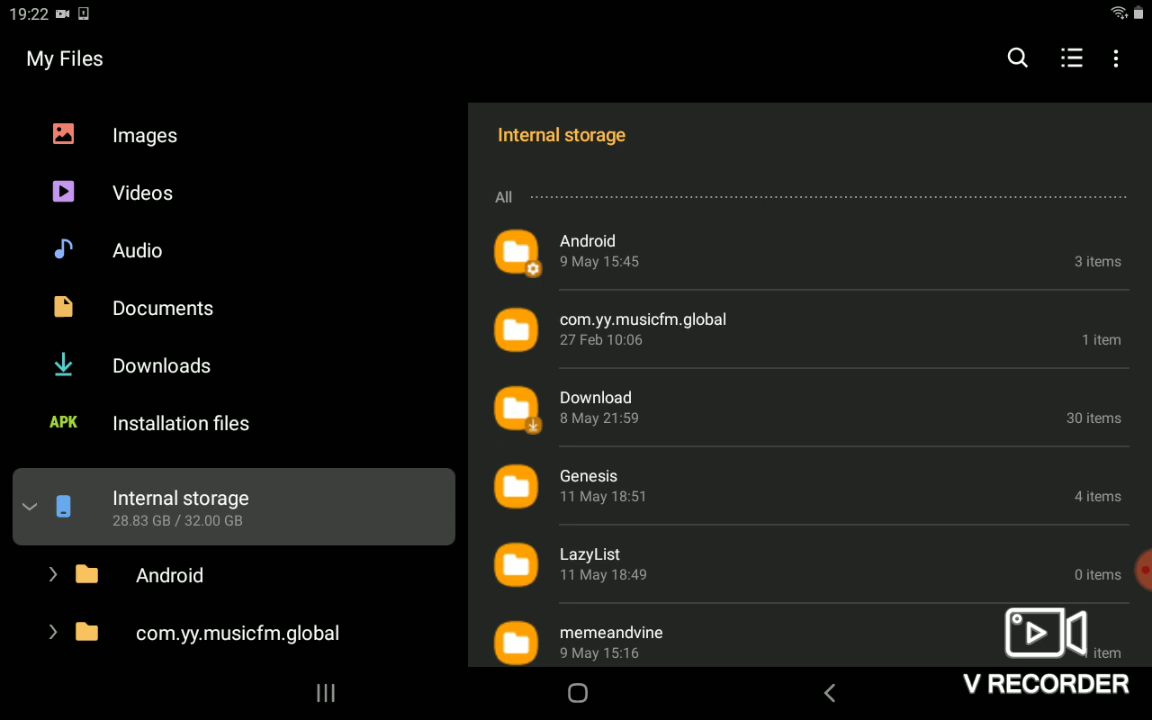 19:22
My Files
Images
Videos
Audio
Documents
Downloads
APK Installation files
Internal storage
28.83 GB / 32.00 GB
Android
com.yy.musicfm.global
Internal storage
All
Android
9 May 15:45
3 items
com.yy.musicfm.global
27 Feb 10:06
1 item
Download
8 May 21:59
30 items
Genesis
11 May 18:51
4 items
LazyList
11 May 18:49
0 items
memeandvine
9 May 15:16
item
V RECORDER